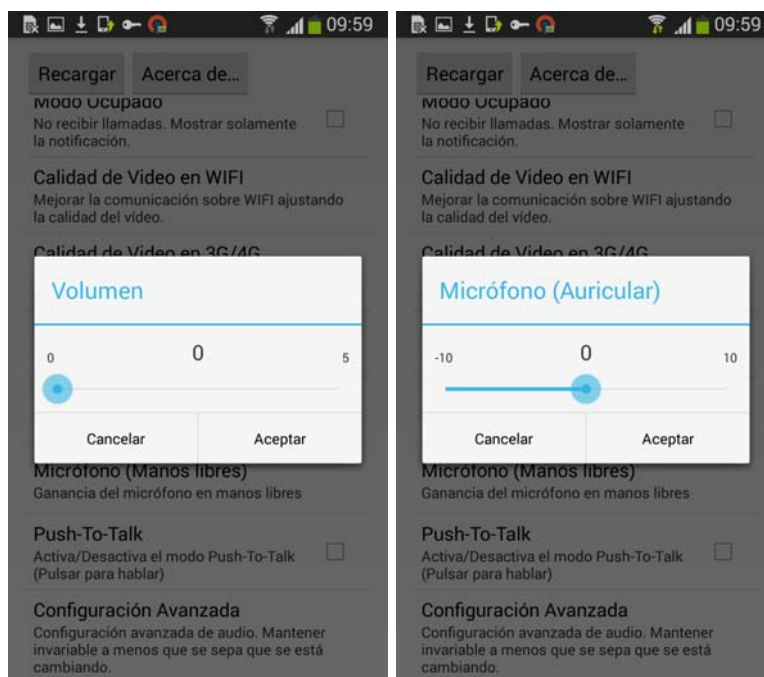 09:59
Recargar Acerca de...
Modo Ocupado
No recibir llamadas. Mostrar solamente
la notificación.
Calidad de Video en WIFI
Mejorar la comunicación sobre WIFI ajustando
la calidad del vídeo.
Calidad de Video en 3G/4G
Volumen
0
0
5
Cancelar Aceptar
Micrófono (Manos libres)
Ganancia del micrófono en manos libres
Push-To-Talk
Activa/Desactiva el modo Push-To-Talk
(Pulsar para hablar)
Configuración Avanzada
Configuración avanzada de audio. Mantener
invariable a menos que se sepa que se está
cambiando.
09:59
Recargar Acerca de...
Modo Ocupado
No recibir llamadas. Mostrar solamente
la notificación.
Calidad de Video en WIFI
Mejorar la comunicación sobre WIFI ajustando
la calidad del vídeo.
Calidad de Video en 3G/4G
Micrófono (Auricular)
-10
0
10
Cancelar Aceptar
Micrófono (Manos libres)
Ganancia del micrófono en manos libres
Push-To-Talk
Activa/Desactiva el modo Push-To-Talk
(Pulsar para hablar)
Configuración Avanzada
Configuración avanzada de audio. Mantener
invariable a menos que se sepa que se está
cambiando.